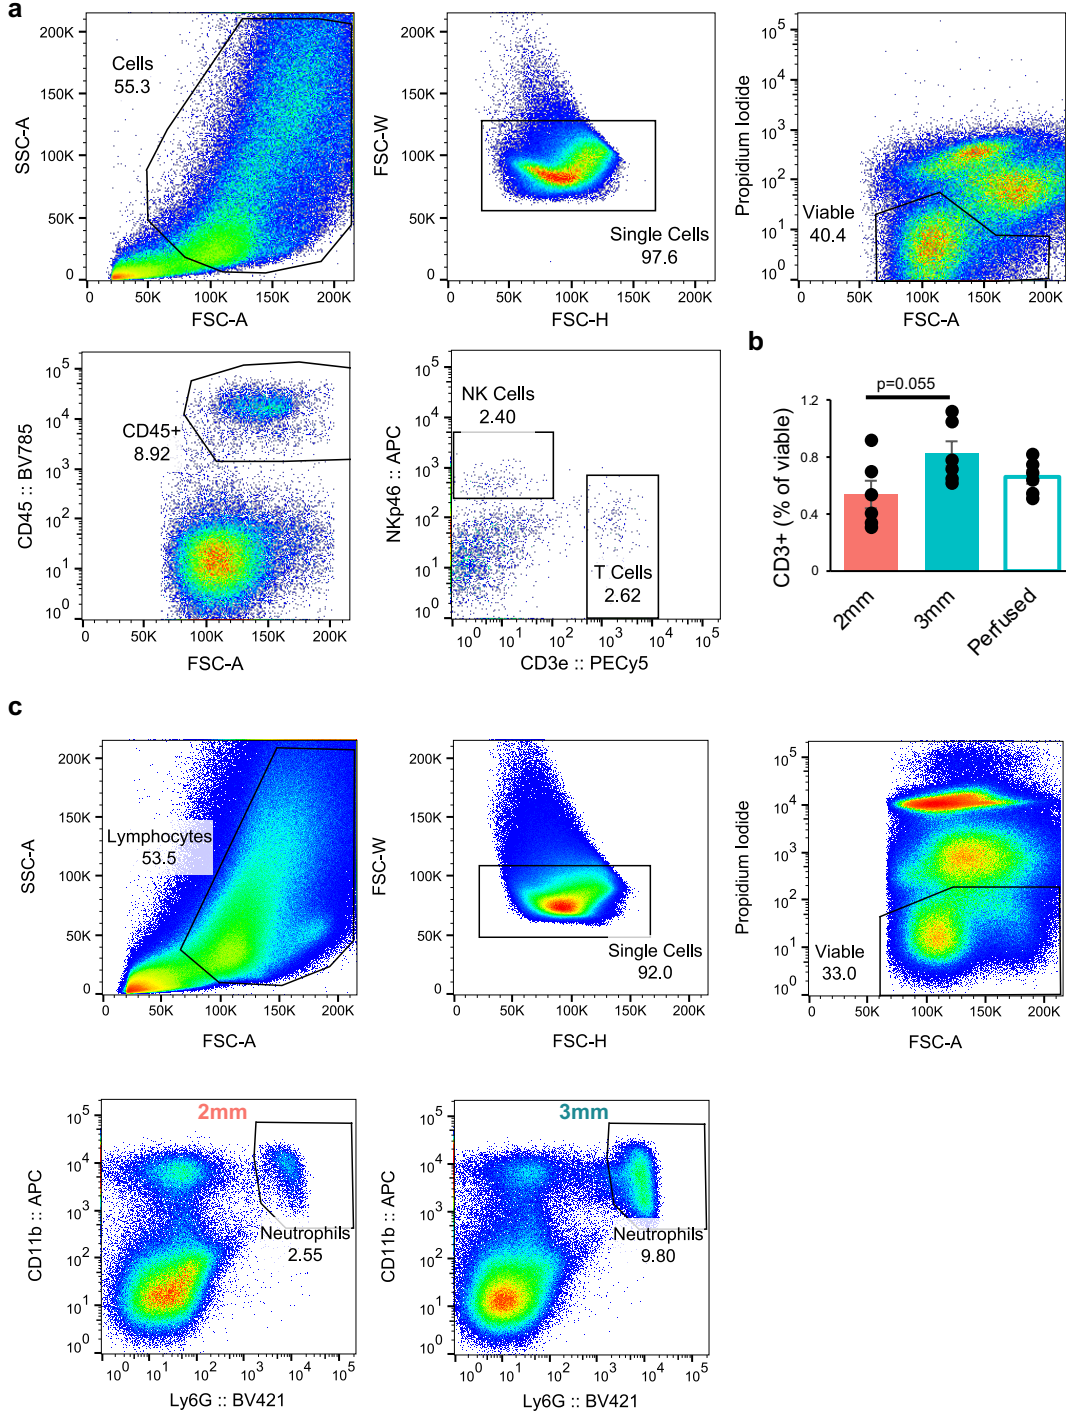 a
200K
150K
100K
50K
0
SSC-A
Cells
55.3
0 50K 100K 150K 200K
FSC-A
200K
150K
100K
50K
0
FSC-W
Single Cells
97.6
0 50K 100K 150K 200K
FSC-H
10^5
10^4
10^3
10^2
10^1
10^0
Propidium Iodide
Viable
40.4
0 50K 100K 150K 200K
FSC-A
10^5
10^4
10^3
10^2
10^1
10^0
CD45 :: BV785
CD45+
8.92
0 50K 100K 150K 200K
FSC-A
10^5
10^4
10^3
10^2
10^1
10^0
NKp46 :: APC
NK Cells
2.40
T Cells
2.62
10^0 10^1 10^2 10^3 10^4 10^5
CD3e :: PECy5
b
p=0.055
1.2
0.8
0.4
0
CD3+ (% of viable)
2mm
3mm
Perfused
c
200K
150K
100K
50K
0
SSC-A
Lymphocytes
53.5
0 50K 100K 150K 200K
FSC-A
200K
150K
100K
50K
0
FSC-W
Single Cells
92.0
0 50K 100K 150K 200K
FSC-H
10^5
10^4
10^3
10^2
10^1
10^0
Propidium Iodide
Viable
33.0
0 50K 100K 150K 200K
FSC-A
2mm
10^5
10^4
10^3
10^2
10^1
10^0
CD11b :: APC
Neutrophils
2.55
10^0 10^1 10^2 10^3 10^4 10^5
Ly6G :: BV421
3mm
10^5
10^4
10^3
10^2
10^1
10^0
CD11b :: APC
Neutrophils
9.80
10^0 10^1 10^2 10^3 10^4 10^5
Ly6G :: BV421